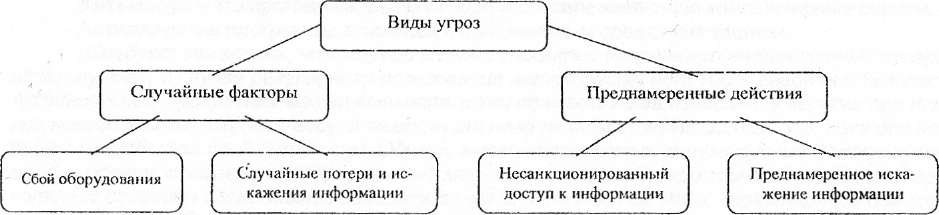 Виды угроз
Случайные факторы
Преднамеренные действия
Сбой оборудования
Случайные потери и ис-
кажения информации
Несанкционированный
доступ к информации
Преднамеренное иска-
жение информации